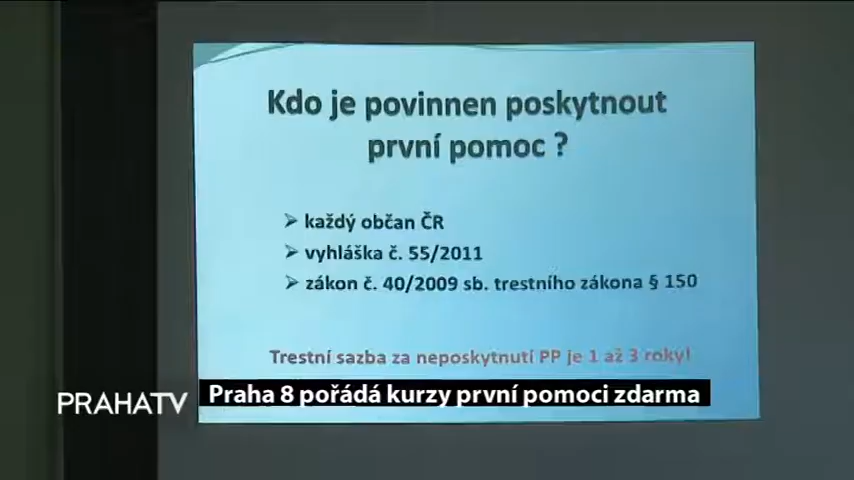 Kdo je povinnen poskytnout
první pomoc ?
každý občan ČR
vyhláška č. 55/2011
zákon č. 40/2009 sb. trestního zákona § 150
Trestní sazba za neposkytnutí PP je 1 až 3 roky!
Praha 8 pořádá kurzy první pomoci zdarma
PRAHATV